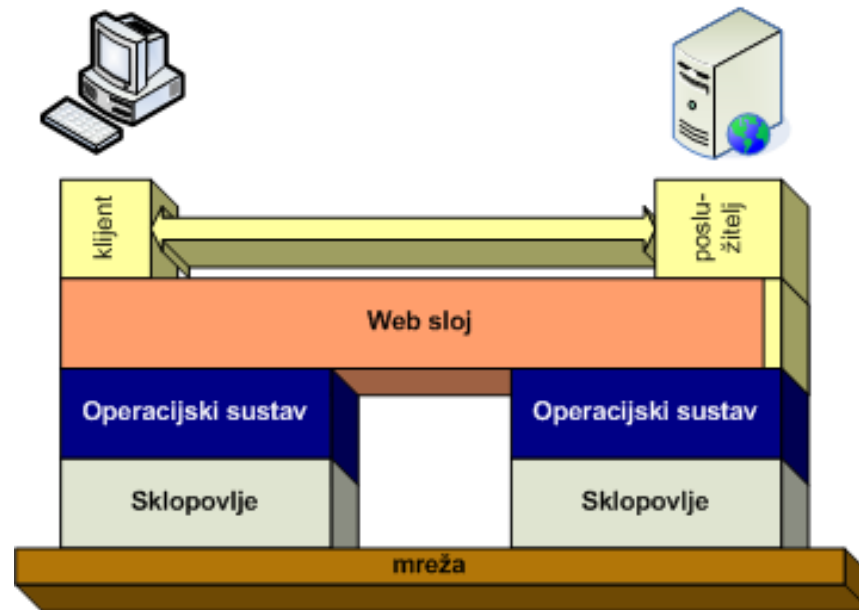 klijent
poslu-
žitelj
Web sloj
Operacijski sustav
Operacijski sustav
Sklopovlje
Sklopovlje
mreža